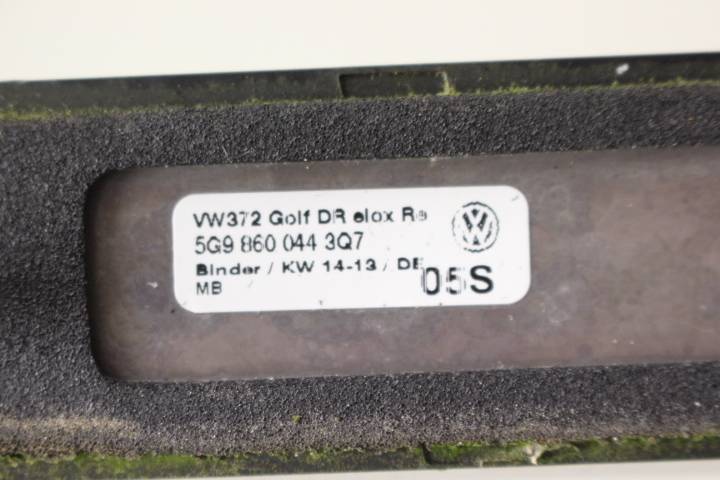 VW372 Golf DR elox Re
5G9 860 044 3Q7
Binder / KW 14-13 / DE
MB
05S